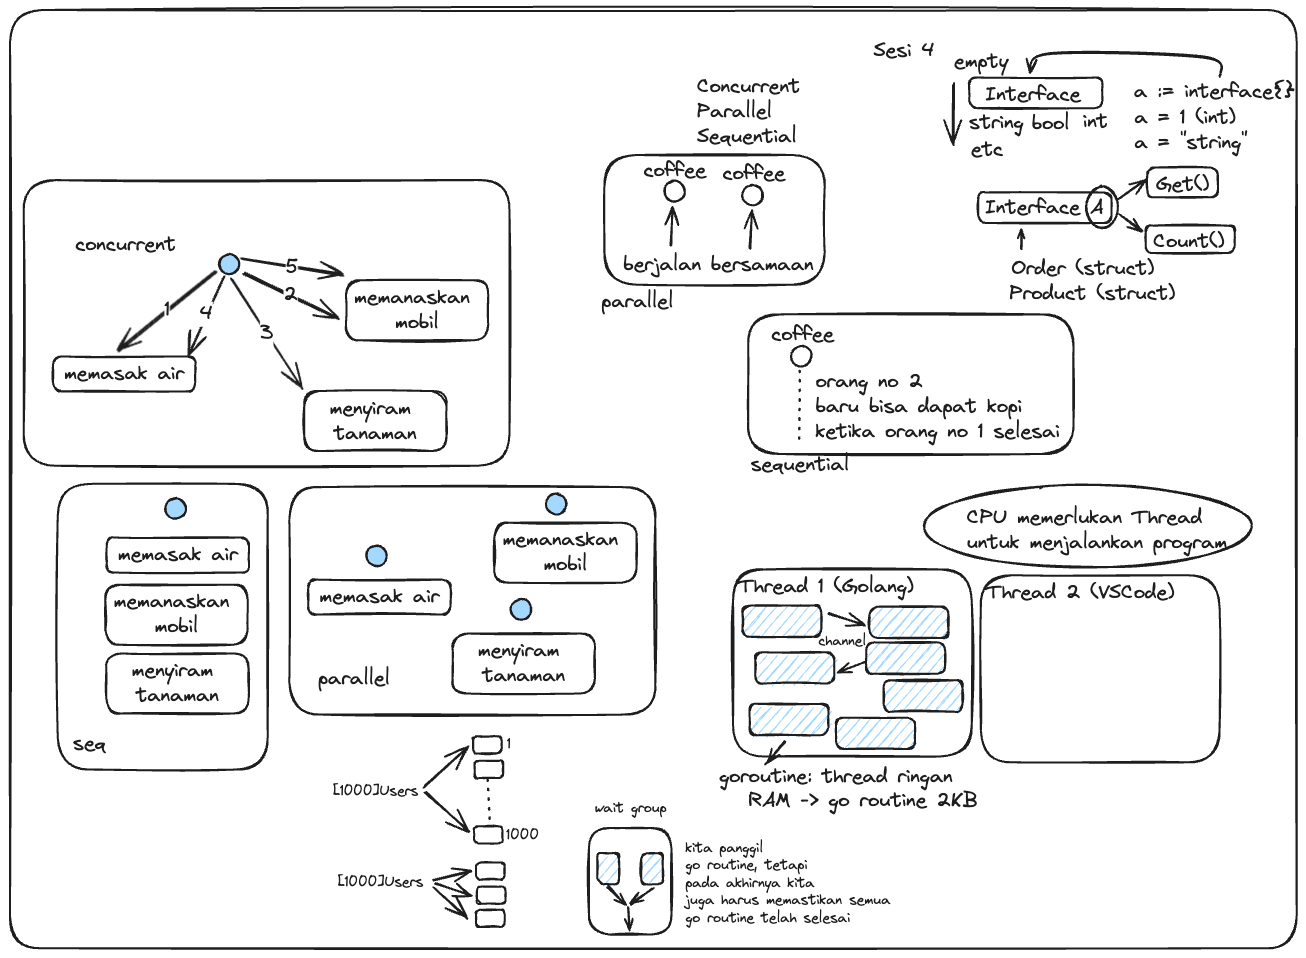 Sesi 4
empty
Interface
string bool int
etc
a := interface{}
a = 1 (int)
a = "string"
Interface A
Get()
Count()
Order (struct)
Product (struct)
Concurrent
Parallel
Sequential
coffee coffee
berjalan bersamaan
parallel
concurrent
1
4
3
2
5
memanaskan
mobil
memasak air
menyiram
tanaman
coffee
orang no 2
baru bisa dapat kopi
ketika orang no 1 selesai
sequential
memasak air
memanaskan
mobil
menyiram
tanaman
seq
memanaskan
mobil
memasak air
menyiram
tanaman
parallel
CPU memerlukan Thread
untuk menjalankan program
Thread 1 (Golang)
channel
Thread 2 (VSCode)
goroutine: thread ringan
RAM -> go routine 2KB
[1000]Users
1
1000
[1000]Users
wait group
kita panggil
go routine, tetapi
pada akhirnya kita
juga harus memastikan semua
go routine telah selesai